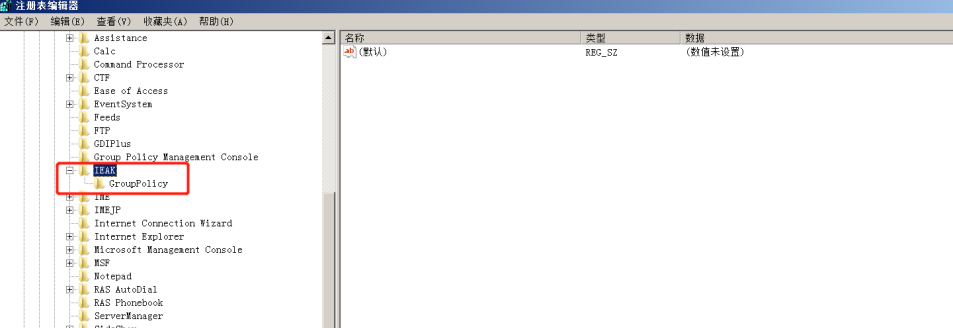 注册表编辑器
文件(F) 编辑(E) 查看(V) 收藏夹(A) 帮助(H)
Assistance
Calc
Command Processor
CTF
Ease of Access
EventSystem
Feeds
FTP
GDIPlus
Group Policy Management Console
IEAK
GroupPolicy
IME
IMEJP
Internet Connection Wizard
Internet Explorer
Microsoft Management Console
MSF
Notepad
RAS AutoDial
RAS Phonebook
ServerManager
名称 类型 数据
ab (默认) REG_SZ (数值未设置)